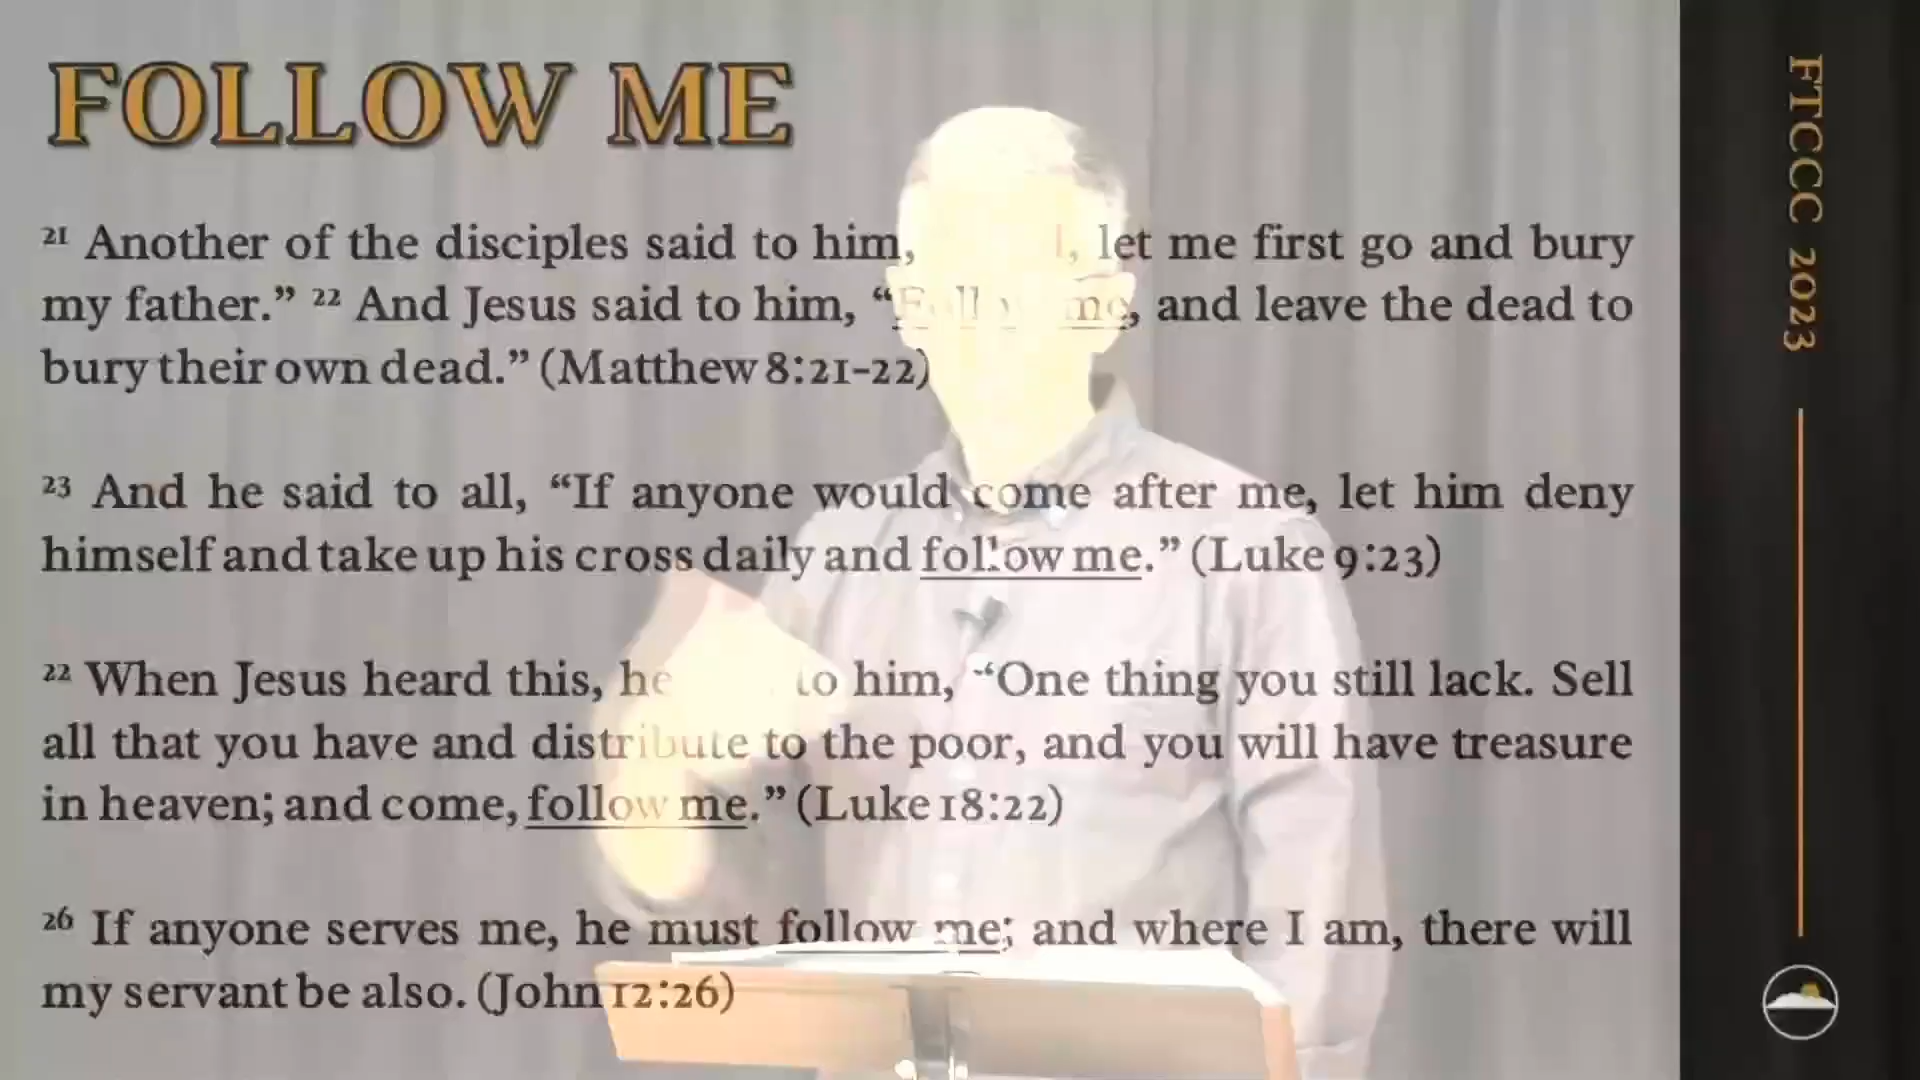 FOLLOW ME
21 Another of the disciples said to him, let me first go and bury
my father.” 22 And Jesus said to him, “Follow me, and leave the dead to
bury their own dead.” (Matthew 8:21-22)
23 And he said to all, “If anyone would come after me, let him deny
himself and take up his cross daily and follow me.” (Luke 9:23)
22 When Jesus heard this, he to him, “One thing you still lack. Sell
all that you have and distribute to the poor, and you will have treasure
in heaven; and come, follow me.” (Luke 18:22)
26 If anyone serves me, he must follow me; and where I am, there will
my servant be also. (John 12:26)
FTCCC 2023